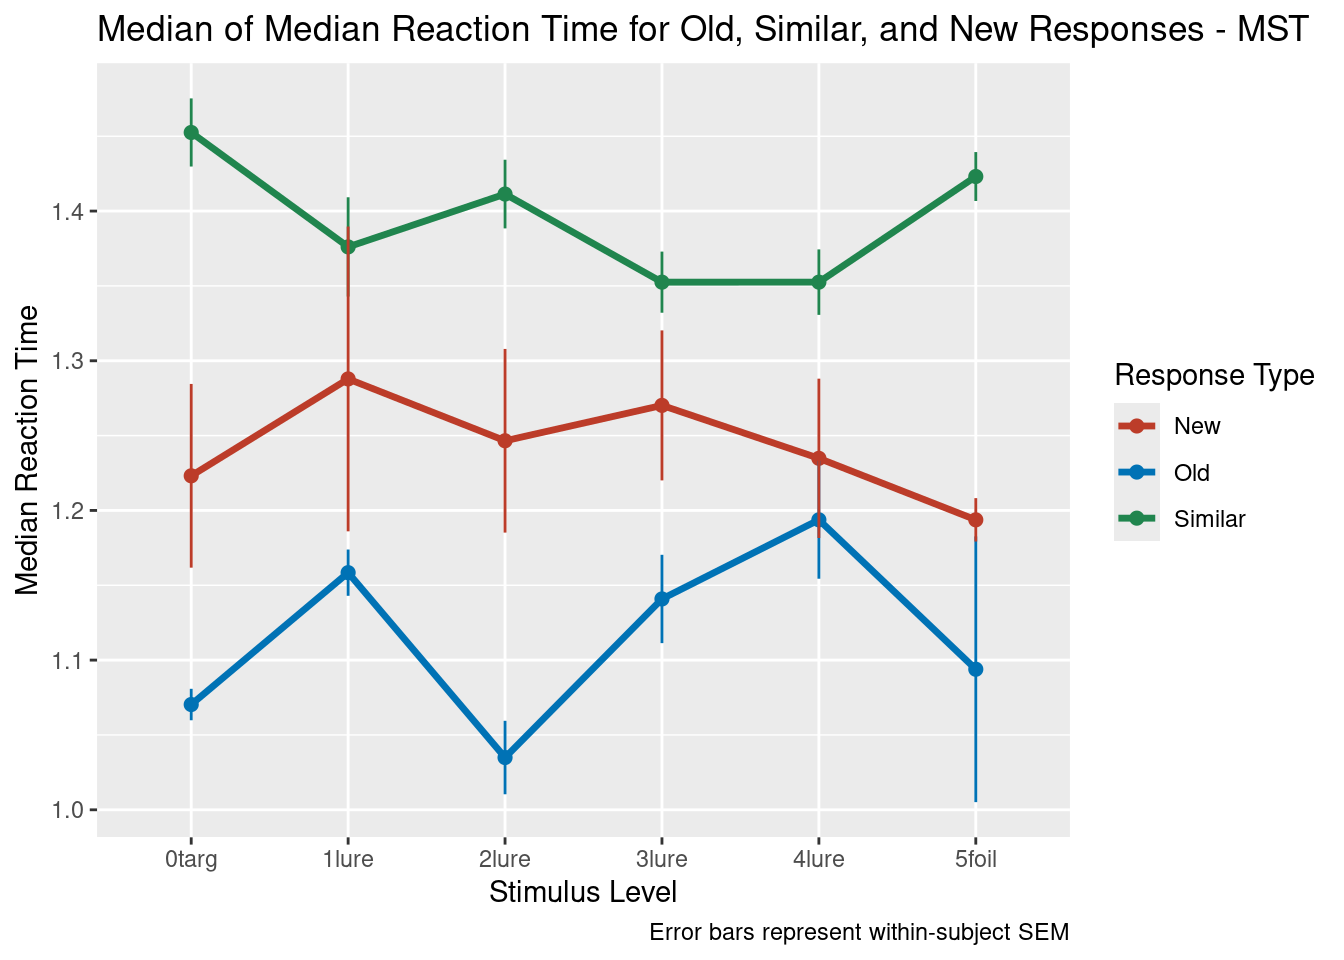 Median of Median Reaction Time for Old, Similar, and New Responses - MST
Median Reaction Time
1.4
1.3
1.2
1.1
1.0
0targ
1lure
2lure
3lure
4lure
5foil
Stimulus Level
Error bars represent within-subject SEM
Response Type
New
Old
Similar